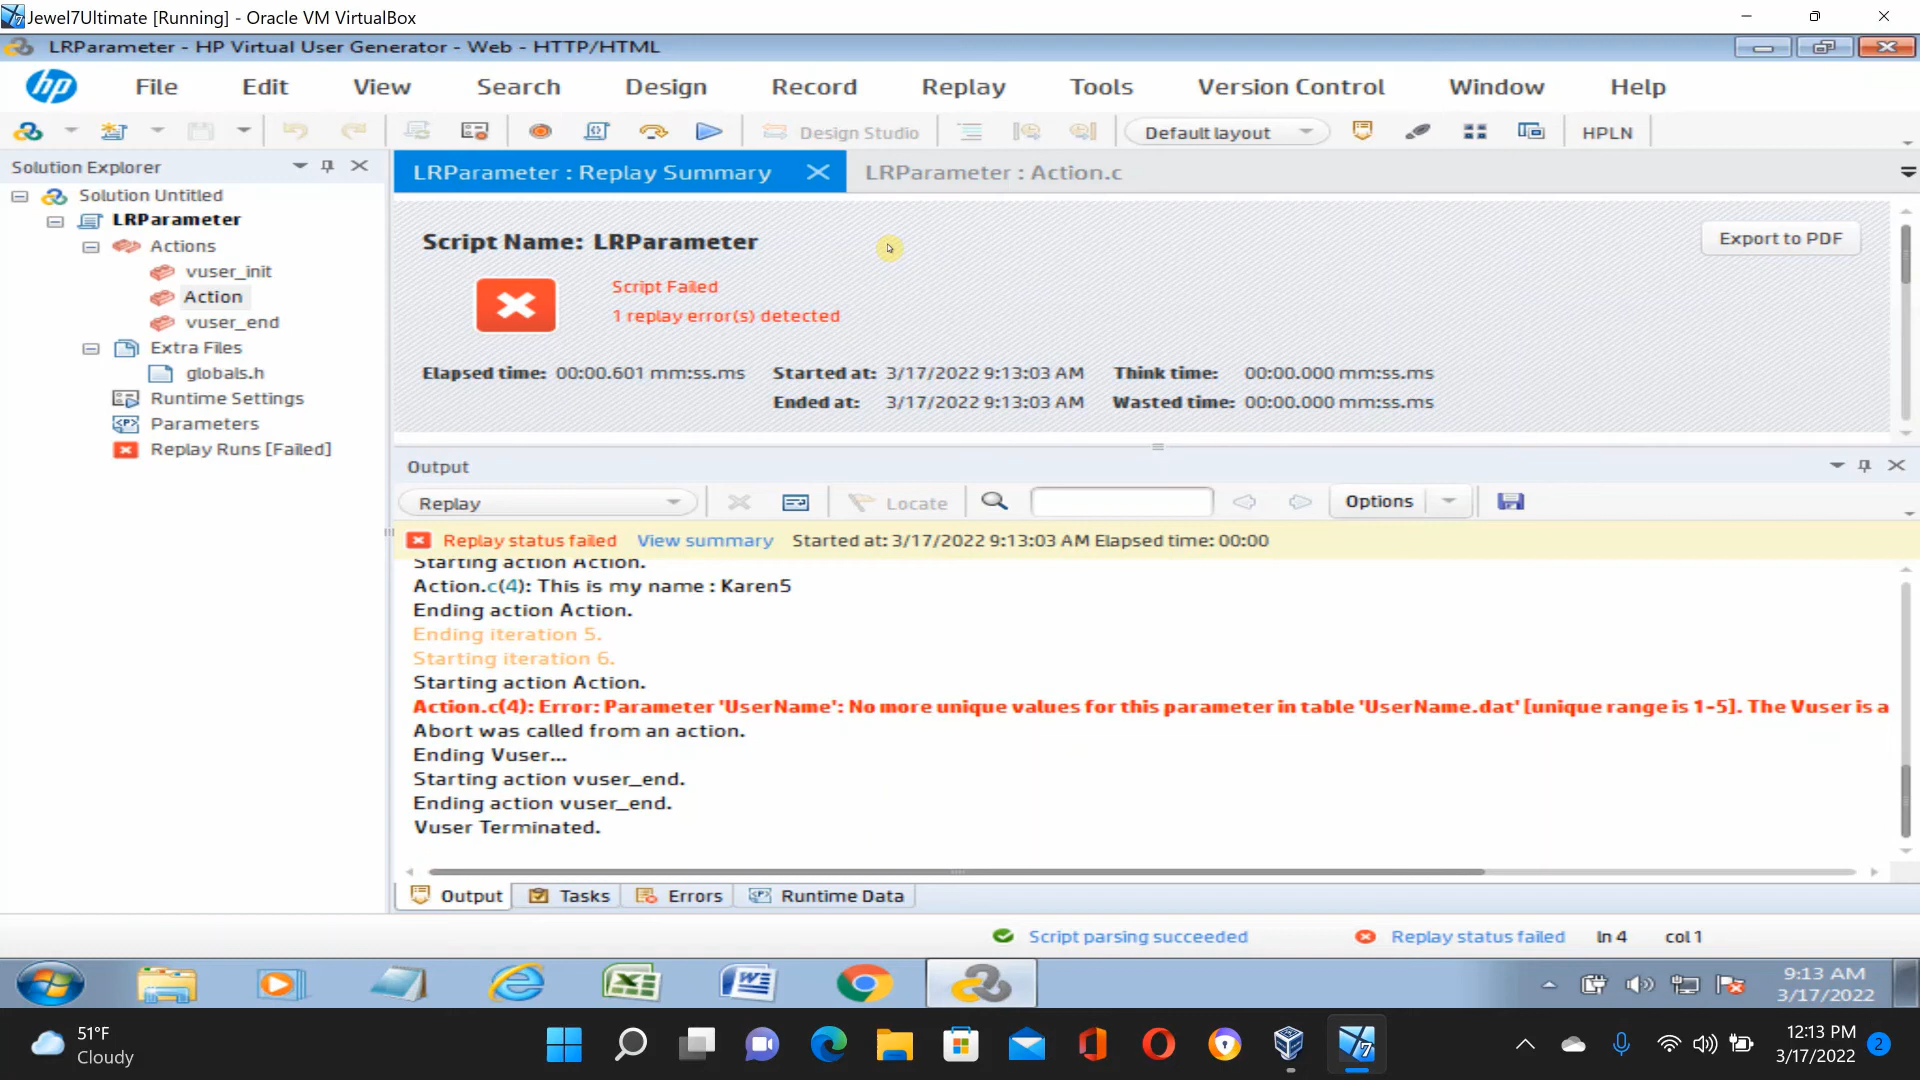 Jewel7Ultimate [Running] - Oracle VM VirtualBox
LRParameter - HP Virtual User Generator - Web - HTTP/HTML
hp File Edit View Search Design Record Replay Tools Version Control Window Help
Design Studio Default layout HPLN
Solution Explorer
Solution Untitled
LRParameter
Actions
vuser_init
Action
vuser_end
Extra Files
globals.h
Runtime Settings
Parameters
Replay Runs [Failed]
LRParameter : Replay Summary LRParameter : Action.c
Script Name: LRParameter
Export to PDF
Script Failed
1 replay error(s) detected
Elapsed time: 00:00.601 mm:ss.ms Started at: 3/17/2022 9:13:03 AM Think time: 00:00.000 mm:ss.ms
Ended at: 3/17/2022 9:13:03 AM Wasted time: 00:00.000 mm:ss.ms
Output
Replay Locate Options
Replay status failed View summary Started at: 3/17/2022 9:13:03 AM Elapsed time: 00:00
Starting action Action.
Action.c(4): This is my name : Karen5
Ending action Action.
Ending iteration 5.
Starting iteration 6.
Starting action Action.
Action.c(4): Error: Parameter 'UserName': No more unique values for this parameter in table 'UserName.dat' [unique range is 1-5]. The Vuser is a
Abort was called from an action.
Ending Vuser...
Starting action vuser_end.
Ending action vuser_end.
Vuser Terminated.
Output Tasks Errors Runtime Data
Script parsing succeeded Replay status failed ln 4 col 1
9:13 AM
3/17/2022
51°F
Cloudy
12:13 PM
3/17/2022
2